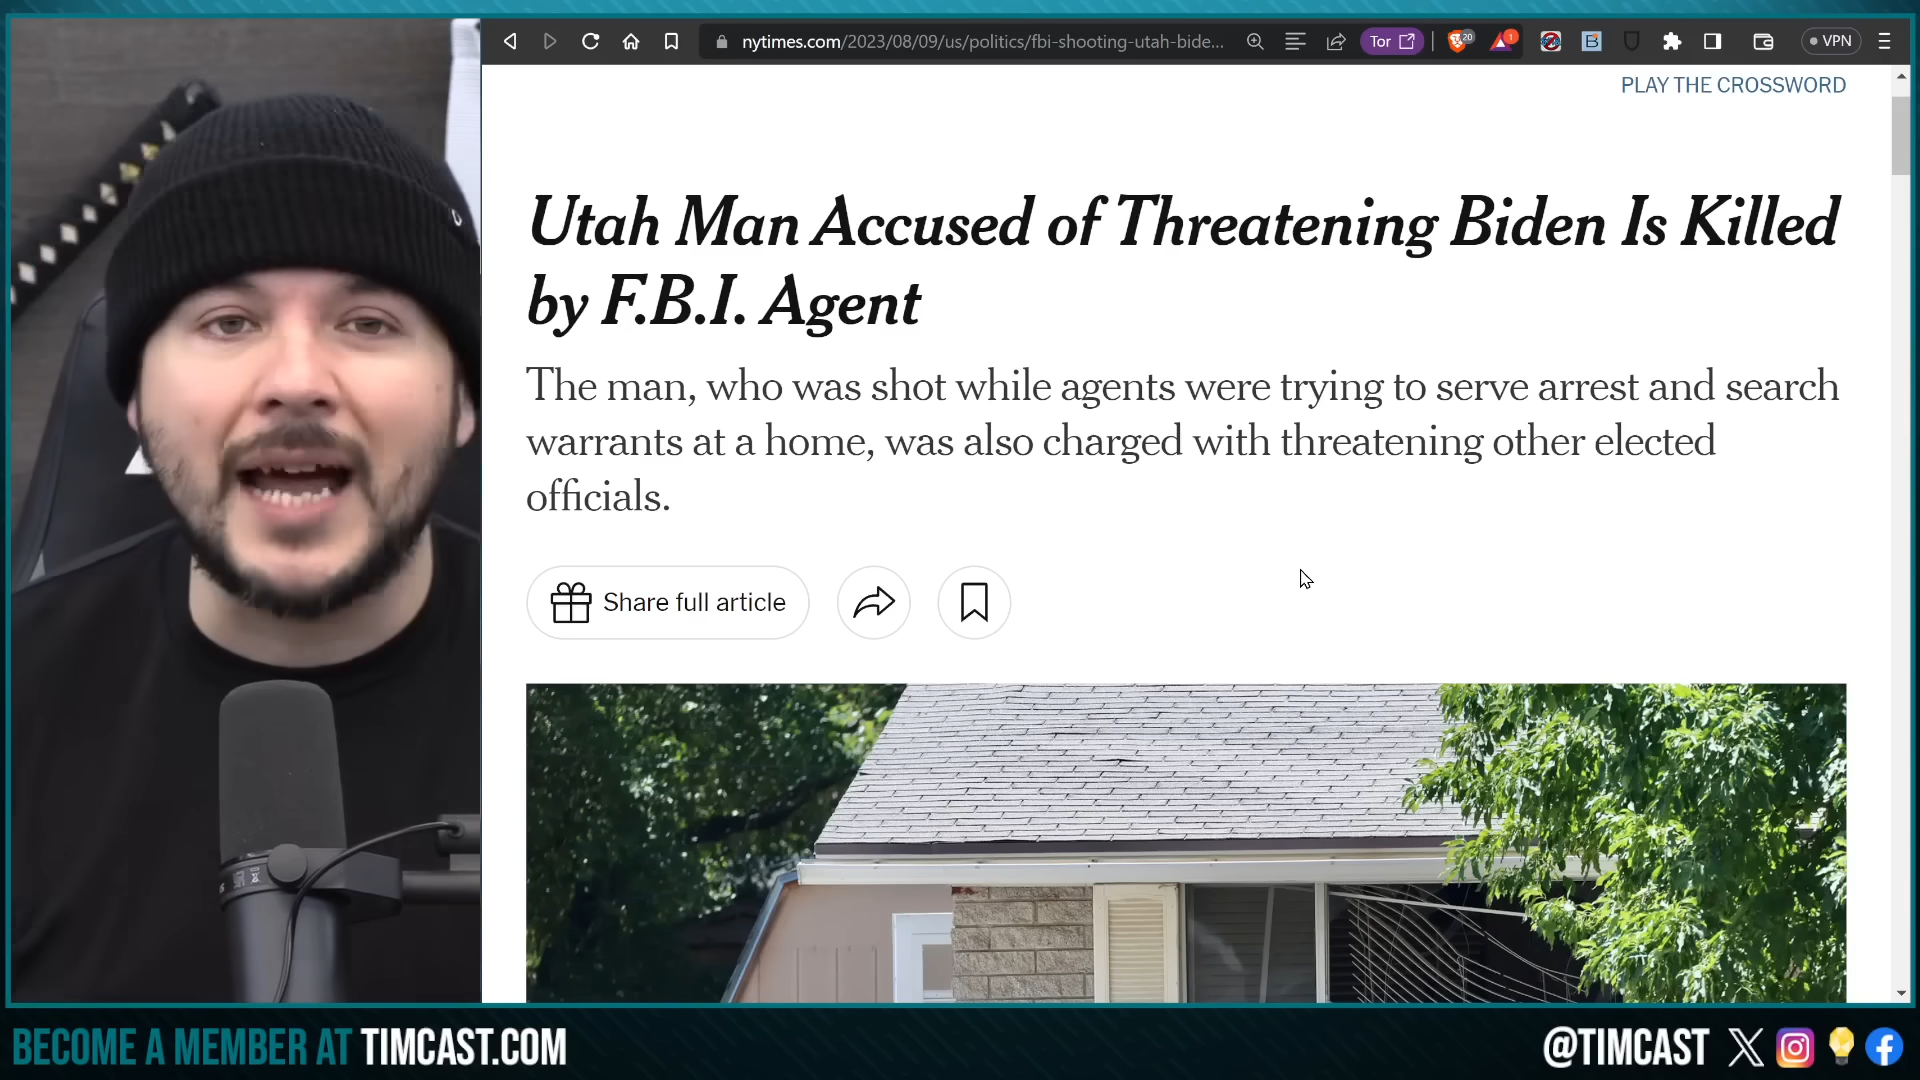 nytimes.com/2023/08/09/us/politics/fbi-shooting-utah-bide...
Tor
20
1
VPN
PLAY THE CROSSWORD
Utah Man Accused of Threatening Biden Is Killed
by F.B.I. Agent
The man, who was shot while agents were trying to serve arrest and search
warrants at a home, was also charged with threatening other elected
officials.
Share full article
BECOME A MEMBER AT TIMCAST.COM
@TIMCAST